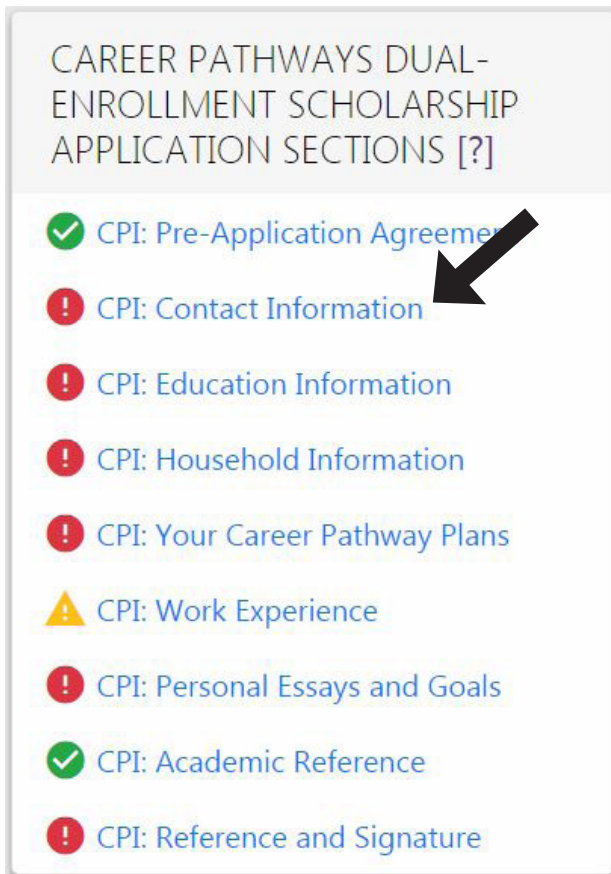 CAREER PATHWAYS DUAL-
ENROLLMENT SCHOLARSHIP
APPLICATION SECTIONS [?]
CPI: Pre-Application Agreemen
CPI: Contact Information
CPI: Education Information
CPI: Household Information
CPI: Your Career Pathway Plans
CPI: Work Experience
CPI: Personal Essays and Goals
CPI: Academic Reference
CPI: Reference and Signature